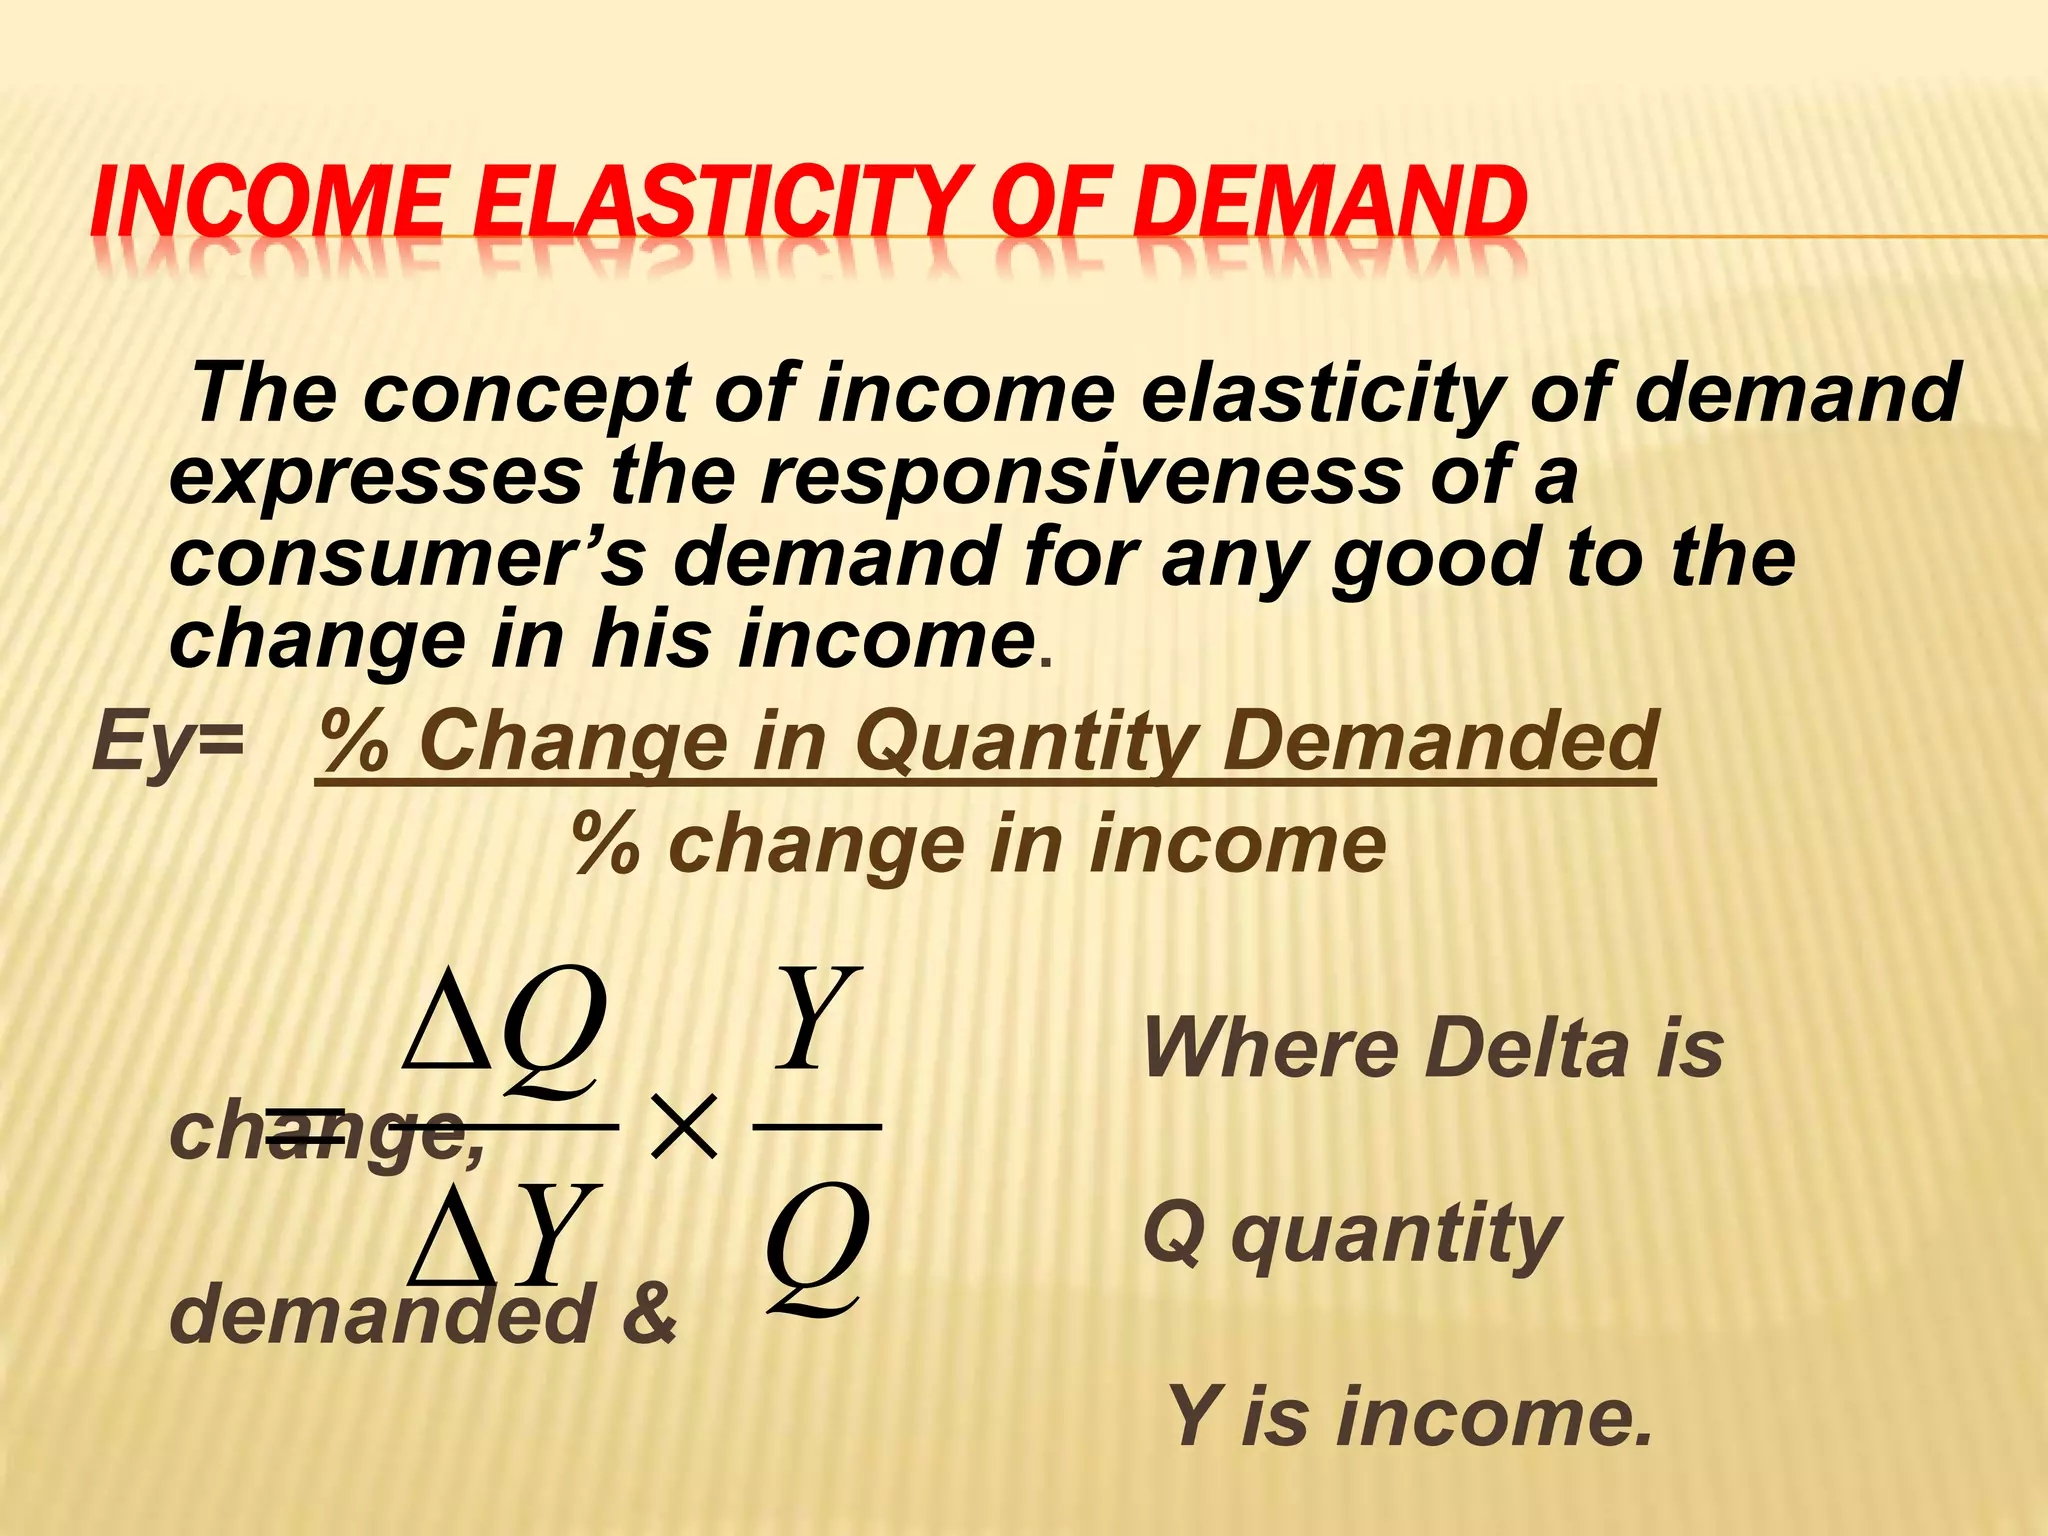 INCOME ELASTICITY OF DEMAND
The concept of income elasticity of demand
expresses the responsiveness of a
consumer’s demand for any good to the
change in his income.
Ey= % Change in Quantity Demanded
% change in income
ΔQ Y
Where Delta is
= × 
change,
ΔY Q
Q quantity
demanded &
Y is income.